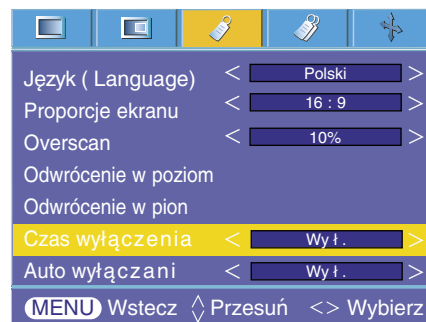 Język ( Language) < Polski >
Proporcje ekranu < 16 : 9 >
Overscan < 10% >
Odwrócenie w poziom
Odwrócenie w pion
Czas wyłączenia < Wył. >
Auto wyłączani < Wył. >
MENU Wstecz Przesuń <> Wybierz